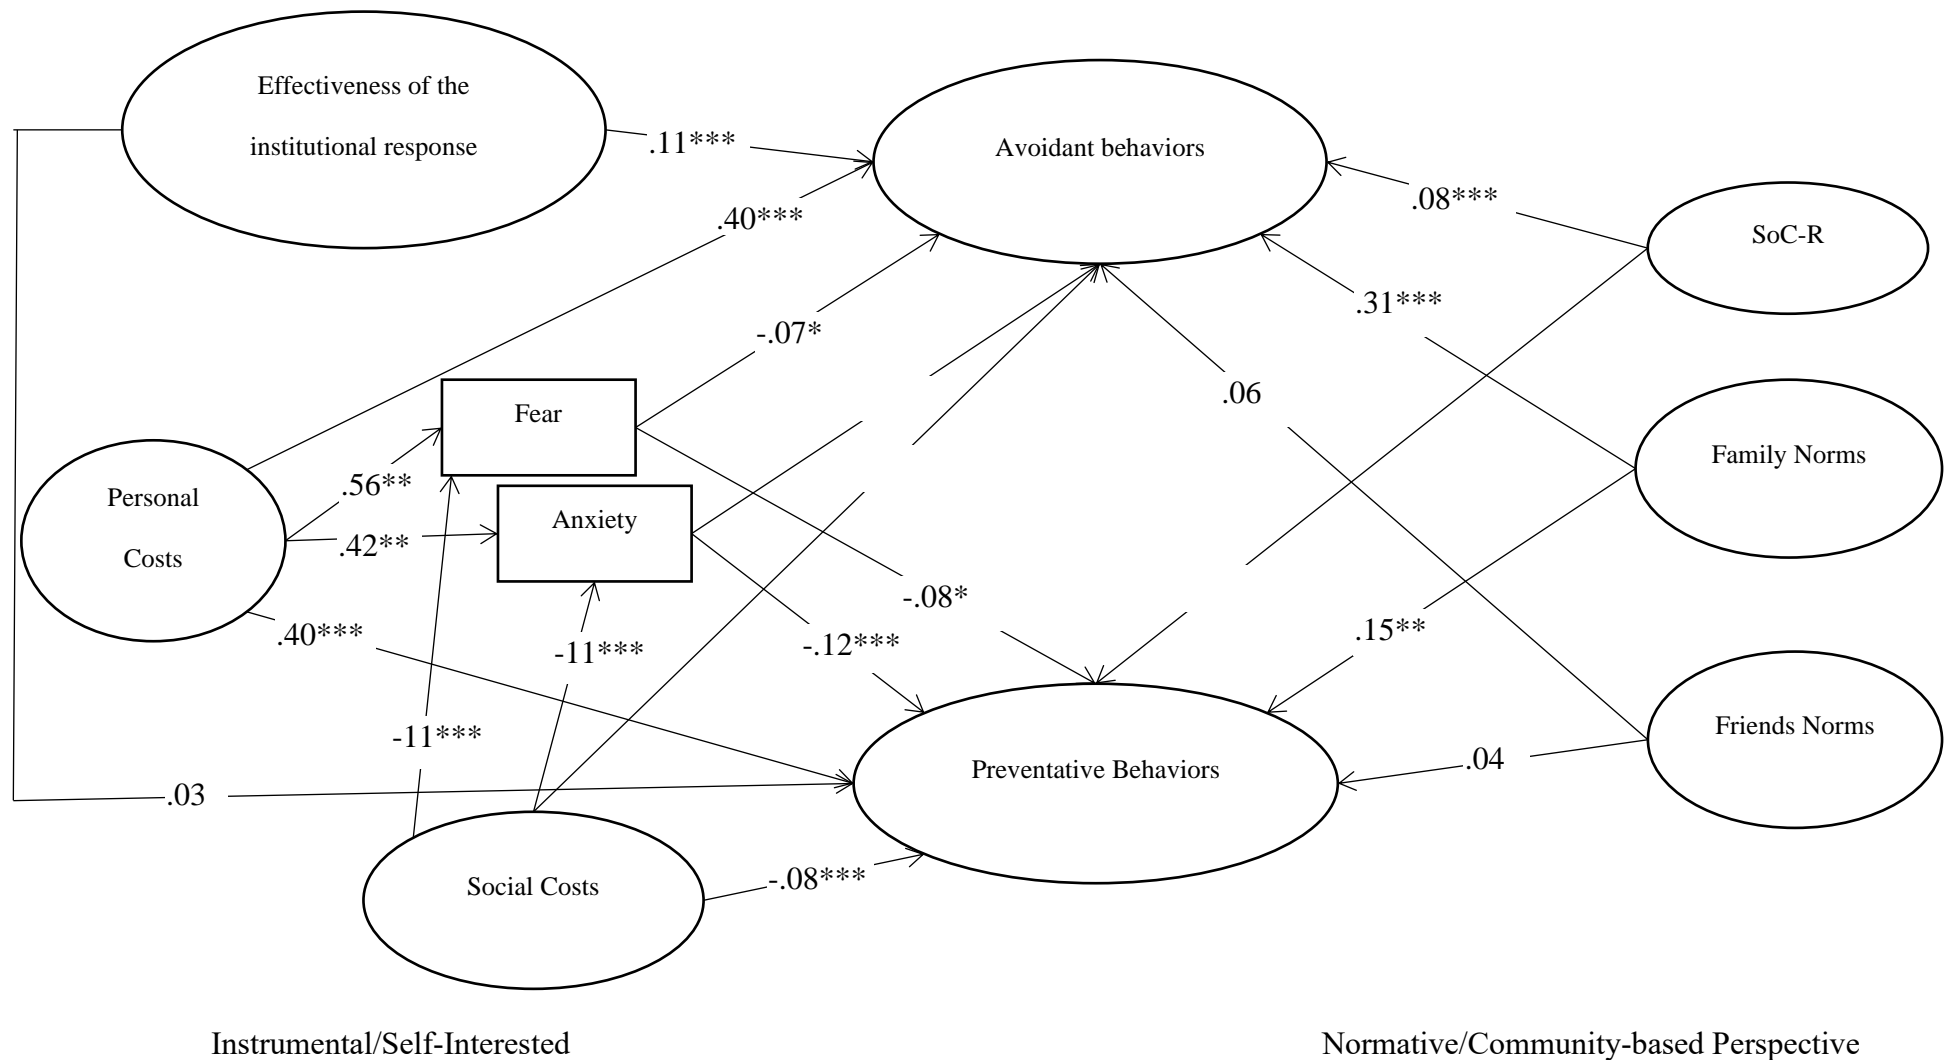 Effectiveness of the
institutional response
Avoidant behaviors
.11***
.08***
SoC-R
.40***
.31***
-.07*
.06
Fear
Family Norms
.56**
Personal
Costs
Anxiety
.42**
-.08*
.40***
-11***
-.12***
.15**
-11***
Friends Norms
.04
Preventative Behaviors
.03
Social Costs
-.08***
Instrumental/Self-Interested
Normative/Community-based Perspective